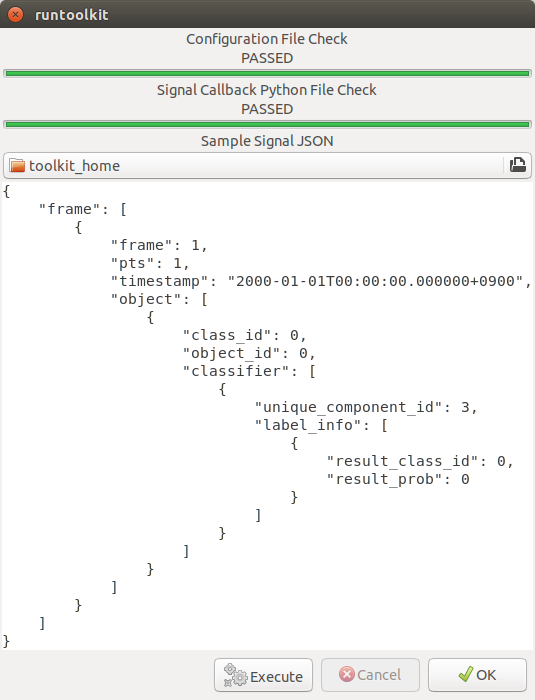 runtoolkit
Configuration File Check
PASSED
Signal Callback Python File Check
PASSED
Sample Signal JSON
toolkit_home
{
    "frame": [
        {
            "frame": 1,
            "pts": 1,
            "timestamp": "2000-01-01T00:00:00.000000+0900",
            "object": [
                {
                    "class_id": 0,
                    "object_id": 0,
                    "classifier": [
                        {
                            "unique_component_id": 3,
                            "label_info": [
                                {
                                    "result_class_id": 0,
                                    "result_prob": 0
                                }
                            ]
                        }
                    ]
                }
            ]
        }
    ]
}
Execute Cancel OK